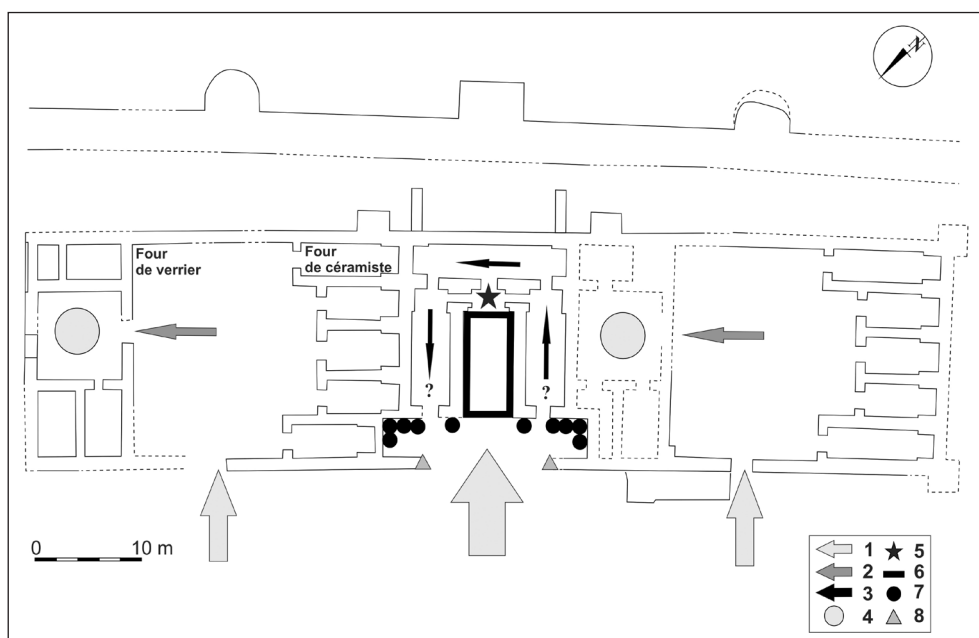 N
Four
de verrier
Four
de céramiste
?
?
0 10 m
1 5
2 6
3 7
4 8